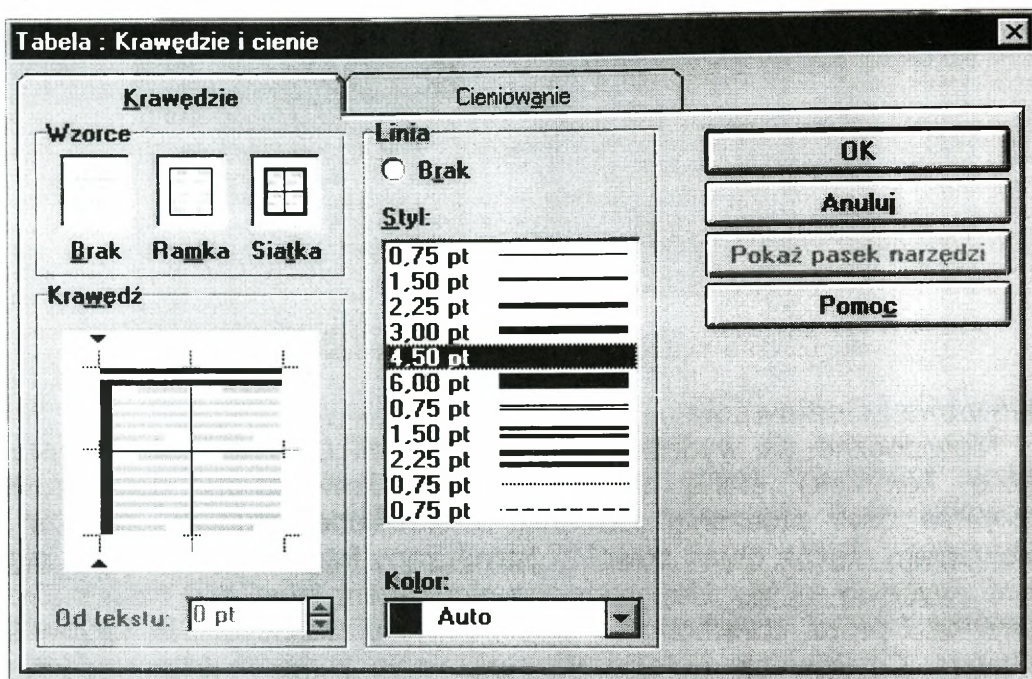 Tabela : Krawędzie i cienie
Krawędzie
Cieniowanie
Wzorce
Brak
Ramka
Siatka
Krawędź
Od tekstu: 0 pt
Linia
Brak
Styl:
0,75 pt
1,50 pt
2,25 pt
3,00 pt
4,50 pt
6,00 pt
0,75 pt
1,50 pt
2,25 pt
0,75 pt
0,75 pt
Kolor:
Auto
OK
Anuluj
Pokaż pasek narzędzi
Pomoc